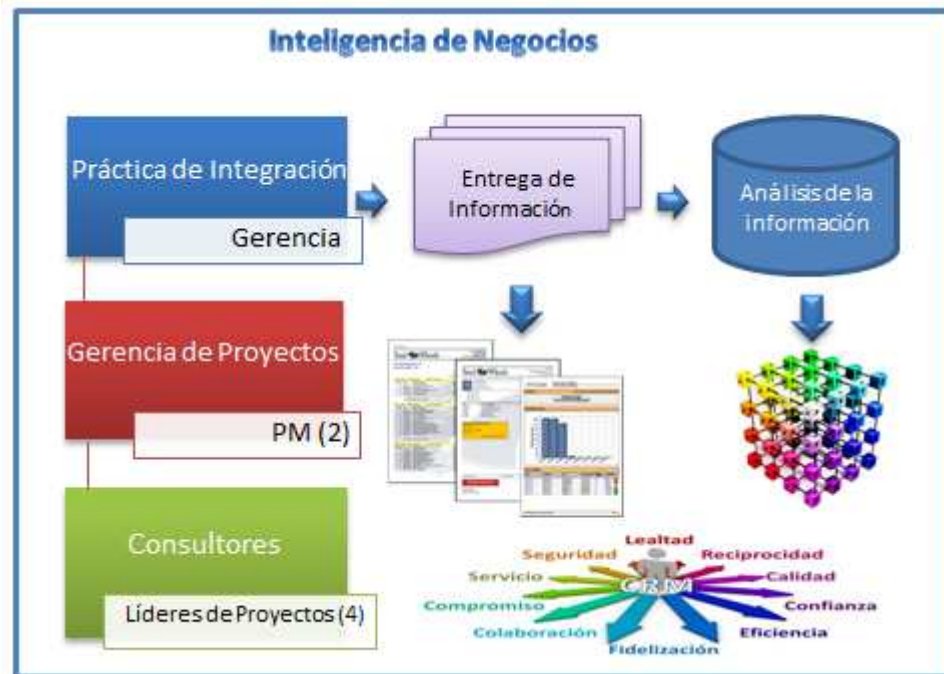 Inteligencia de Negocios
Práctica de Integración
Gerencia
Entrega de
Información
Análisis de la
información
Gerencia de Proyectos
PM (2)
Consultores
Líderes de Proyectos (4)
Lealtad
Seguridad
Reciprocidad
Servicio
CRM
Calidad
Compromiso
Confianza
Colaboración
Eficiencia
Fidelización